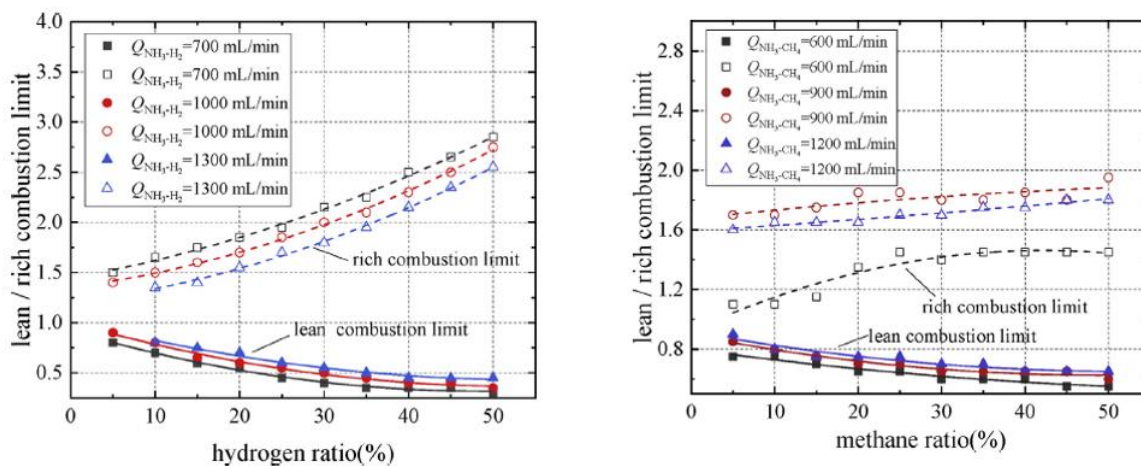 4.0
3.5
3.0
2.5
2.0
1.5
1.0
0.5
lean / rich combustion limit
Q_NH₃-H₂=700 mL/min
Q_NH₃-H₂=700 mL/min
Q_NH₃-H₂=1000 mL/min
Q_NH₃-H₂=1000 mL/min
Q_NH₃-H₂=1300 mL/min
Q_NH₃-H₂=1300 mL/min
rich combustion limit
lean combustion limit
0 10 20 30 40 50
hydrogen ratio(%)
2.8
2.4
2.0
1.6
1.2
0.8
lean / rich combustion limit
Q_NH₃-CH₄=600 mL/min
Q_NH₃-CH₄=600 mL/min
Q_NH₃-CH₄=900 mL/min
Q_NH₃-CH₄=900 mL/min
Q_NH₃-CH₄=1200 mL/min
Q_NH₃-CH₄=1200 mL/min
rich combustion limit
lean combustion limit
0 10 20 30 40 50
methane ratio(%)